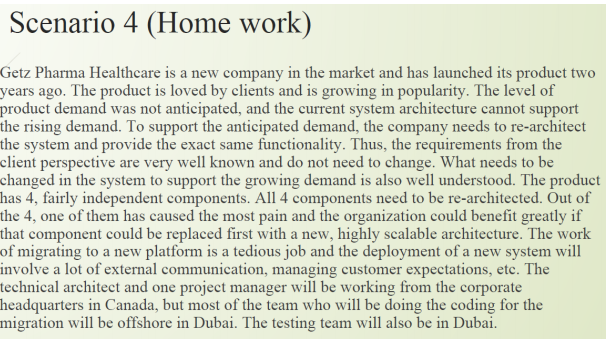 Scenario 4 (Home work)
Getz Pharma Healthcare is a new company in the market and has launched its product two
years ago. The product is loved by clients and is growing in popularity. The level of
product demand was not anticipated, and the current system architecture cannot support
the rising demand. To support the anticipated demand, the company needs to re-architect
the system and provide the exact same functionality. Thus, the requirements from the
client perspective are very well known and do not need to change. What needs to be
changed in the system to support the growing demand is also well understood. The product
has 4, fairly independent components. All 4 components need to be re-architected. Out of
the 4, one of them has caused the most pain and the organization could benefit greatly if
that component could be replaced first with a new, highly scalable architecture. The work
of migrating to a new platform is a tedious job and the deployment of a new system will
involve a lot of external communication, managing customer expectations, etc. The
technical architect and one project manager will be working from the corporate
headquarters in Canada, but most of the team who will be doing the coding for the
migration will be offshore in Dubai. The testing team will also be in Dubai.